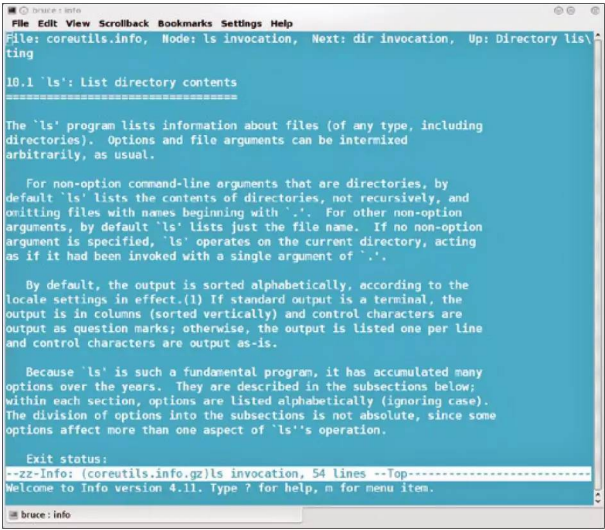 bruce : info
File Edit View Scrollback Bookmarks Settings Help
File: coreutils.info, Node: ls invocation, Next: dir invocation, Up: Directory lis\
ting
10.1 `ls': List directory contents
==================================
The `ls' program lists information about files (of any type, including
directories). Options and file arguments can be intermixed
arbitrarily, as usual.
For non-option command-line arguments that are directories, by
default `ls' lists the contents of directories, not recursively, and
omitting files with names beginning with `.'. For other non-option
arguments, by default `ls' lists just the file name. If no non-option
argument is specified, `ls' operates on the current directory, acting
as if it had been invoked with a single argument of `.'.
By default, the output is sorted alphabetically, according to the
locale settings in effect.(1) If standard output is a terminal, the
output is in columns (sorted vertically) and control characters are
output as question marks; otherwise, the output is listed one per line
and control characters are output as-is.
Because `ls' is such a fundamental program, it has accumulated many
options over the years. They are described in the subsections below;
within each section, options are listed alphabetically (ignoring case).
The division of options into the subsections is not absolute, since some
options affect more than one aspect of `ls''s operation.
Exit status:
--zz-Info: (coreutils.info.gz)ls invocation, 54 lines --Top---------------------------
Welcome to Info version 4.11. Type ? for help, m for menu item.
bruce : info